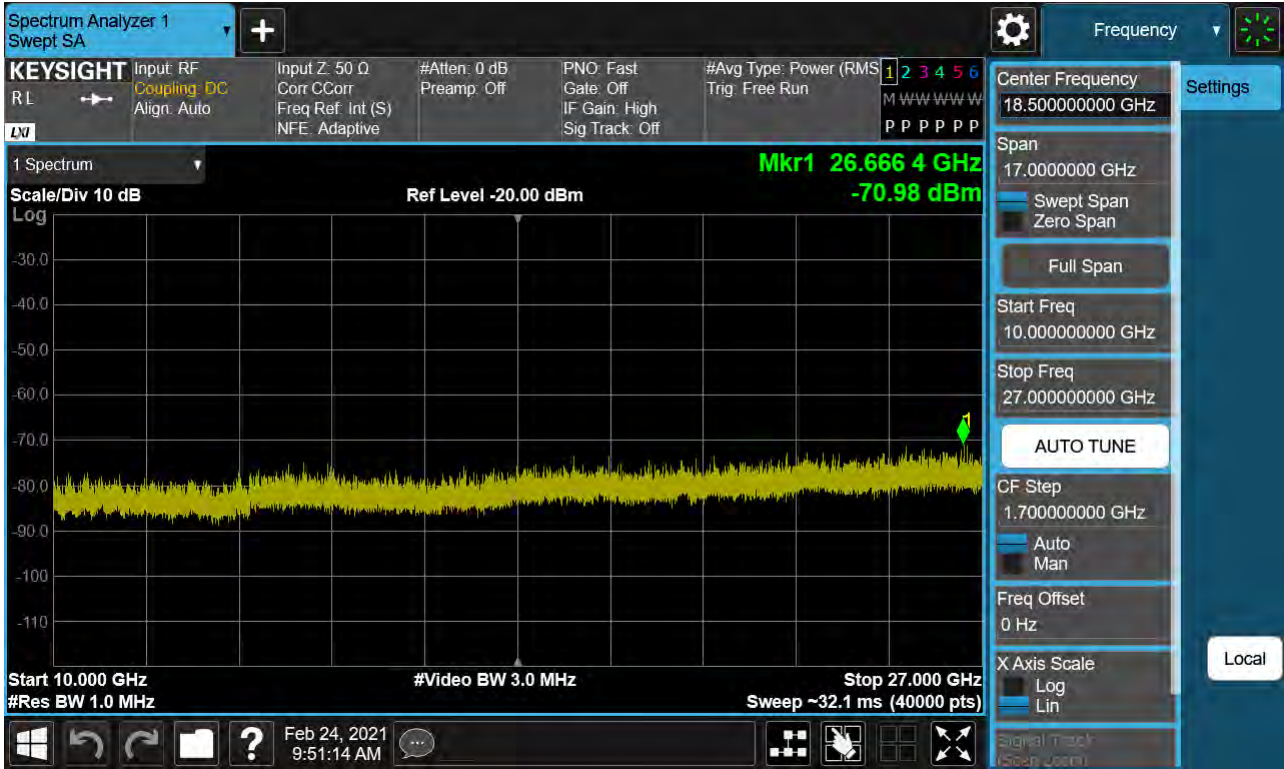 Spectrum Analyzer 1
Swept SA
Frequency
KEYSIGHT
R L
LXI
Input: RF
Coupling: DC
Align: Auto
Input Z: 50 Ω
Corr CCorr
Freq Ref: Int (S)
NFE: Adaptive
#Atten: 0 dB
Preamp: Off
PNO: Fast
Gate: Off
IF Gain: High
Sig Track: Off
#Avg Type: Power (RMS
Trig: Free Run
1 2 3 4 5 6
M W W W W W
P P P P P P
1 Spectrum
Scale/Div 10 dB
Log
Ref Level -20.00 dBm
Mkr1 26.666 4 GHz
-70.98 dBm
-30.0
-40.0
-50.0
-60.0
-70.0
-80.0
-90.0
-100
-110
1
Start 10.000 GHz
#Res BW 1.0 MHz
#Video BW 3.0 MHz
Stop 27.000 GHz
Sweep ~32.1 ms (40000 pts)
Feb 24, 2021
9:51:14 AM
Center Frequency
18.500000000 GHz
Span
17.0000000 GHz
Swept Span
Zero Span
Full Span
Start Freq
10.000000000 GHz
Stop Freq
27.000000000 GHz
AUTO TUNE
CF Step
1.700000000 GHz
Auto
Man
Freq Offset
0 Hz
X Axis Scale
Log
Lin
Signal Track
(Span Zoom)
Settings
Local